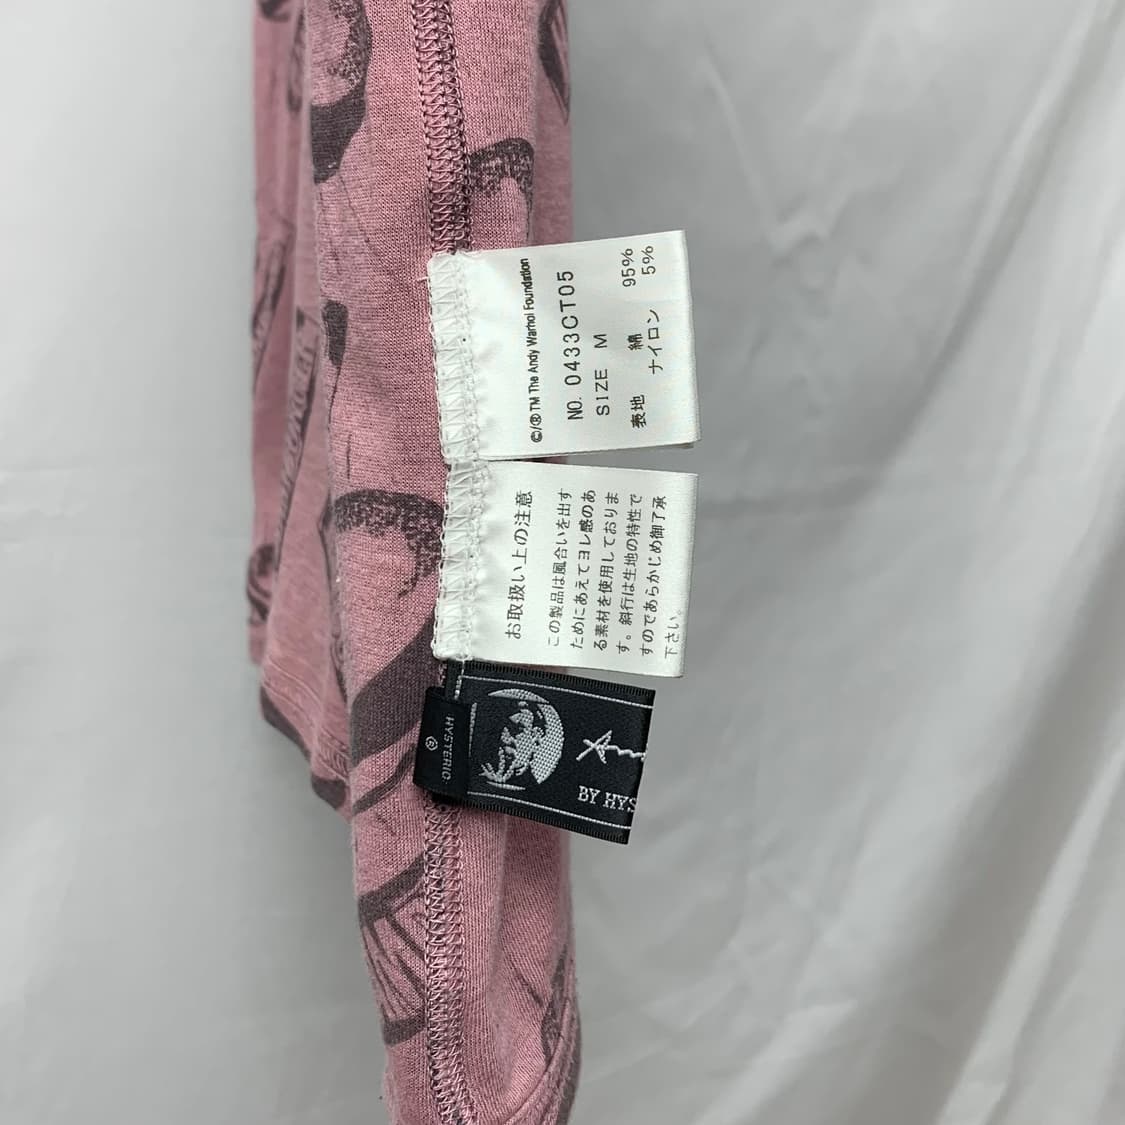 ©/® TM The Andy Warhol Foundation
NO. 0433CT05
SIZE M
表地 綿 95%
ナイロン 5%
お取扱い上の注意
この製品は風合いを出す
ためにあえてヨレ感のあ
る素材を使用しておりま
す。斜行は生地の特性で
すのであらかじめ御了承
下さい。
HYSTERIC
®
BY HYS